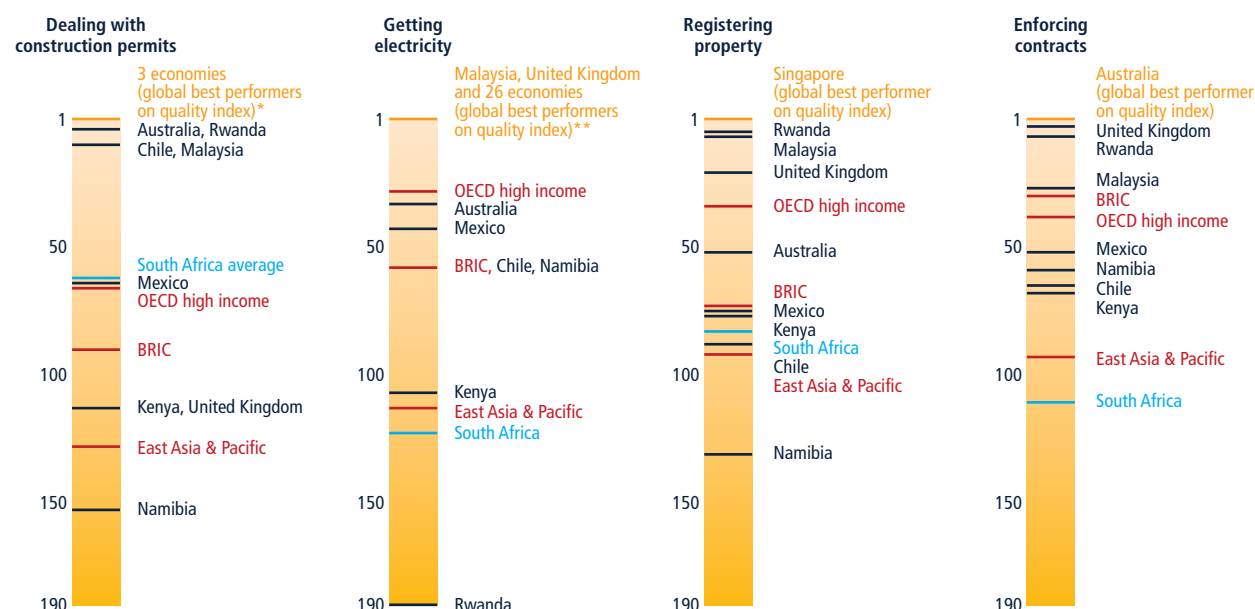 Dealing with
construction permits
3 economies
(global best performers
on quality index)*
1
Australia, Rwanda
Chile, Malaysia
50
South Africa average
Mexico
OECD high income
BRIC
100
Kenya, United Kingdom
East Asia & Pacific
150
Namibia
190
Getting
electricity
Malaysia, United Kingdom
and 26 economies
(global best performers
on quality index)**
1
OECD high income
Australia
Mexico
50
BRIC, Chile, Namibia
100
Kenya
East Asia & Pacific
South Africa
150
190
Rwanda
Registering
property
Singapore
(global best performer
on quality index)
1
Rwanda
Malaysia
United Kingdom
OECD high income
50
Australia
BRIC
Mexico
Kenya
South Africa
Chile
100
East Asia & Pacific
Namibia
150
190
Enforcing
contracts
Australia
(global best performer
on quality index)
1
United Kingdom
Rwanda
Malaysia
BRIC
OECD high income
50
Mexico
Namibia
Chile
Kenya
East Asia & Pacific
100
South Africa
150
190